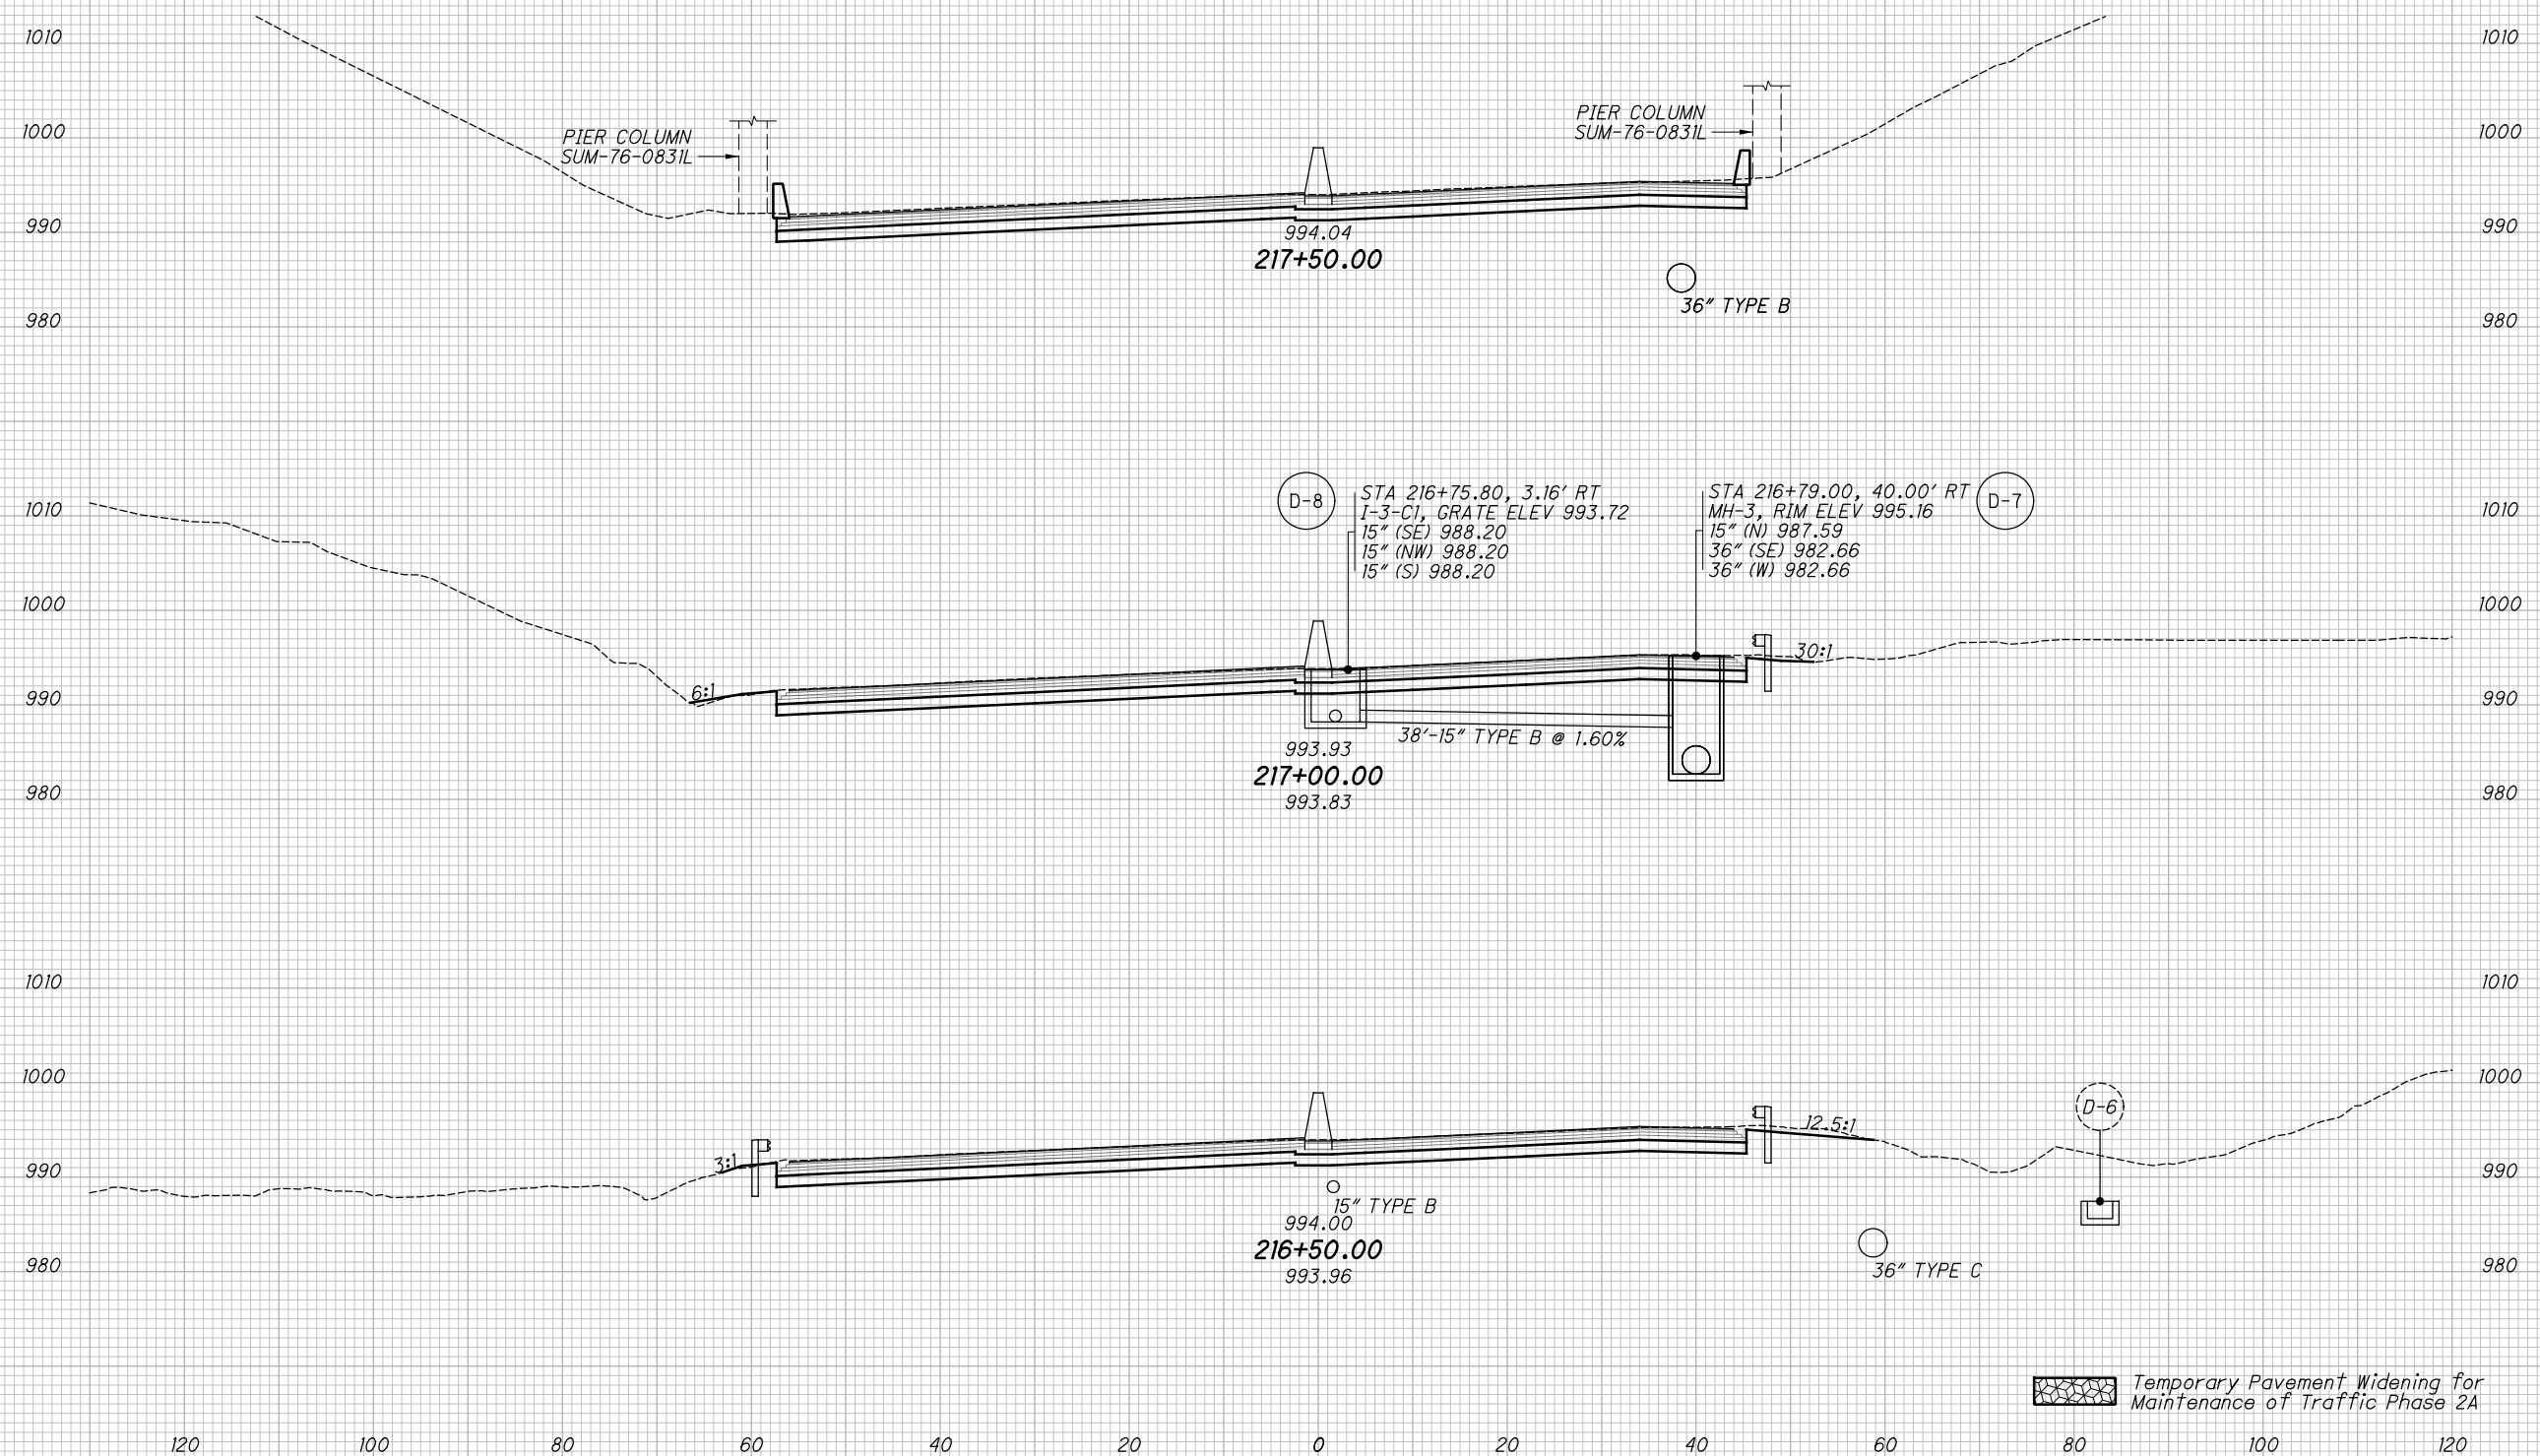 1010
1010
PIER COLUMN
SUM-76-0831L
PIER COLUMN
SUM-76-0831L
1000
1000
990
990
994.04
217+50.00
36" TYPE B
980
980
D-8
STA 216+75.80, 3.16' RT
I-3-C1, GRATE ELEV 993.72
15" (SE) 988.20
15" (NW) 988.20
15" (S) 988.20
STA 216+79.00, 40.00' RT
MH-3, RIM ELEV 995.16
15" (N) 987.59
36" (SE) 982.66
36" (W) 982.66
D-7
1010
1010
1000
1000
30:1
6:1
990
990
38'-15" TYPE B @ 1.60%
993.93
217+00.00
993.83
980
980
1010
1010
1000
1000
D-6
12.5:1
3:1
990
990
15" TYPE B
994.00
216+50.00
993.96
36" TYPE C
980
980
Temporary Pavement Widening for
Maintenance of Traffic Phase 2A
120 100 80 60 40 20 0 20 40 60 80 100 120